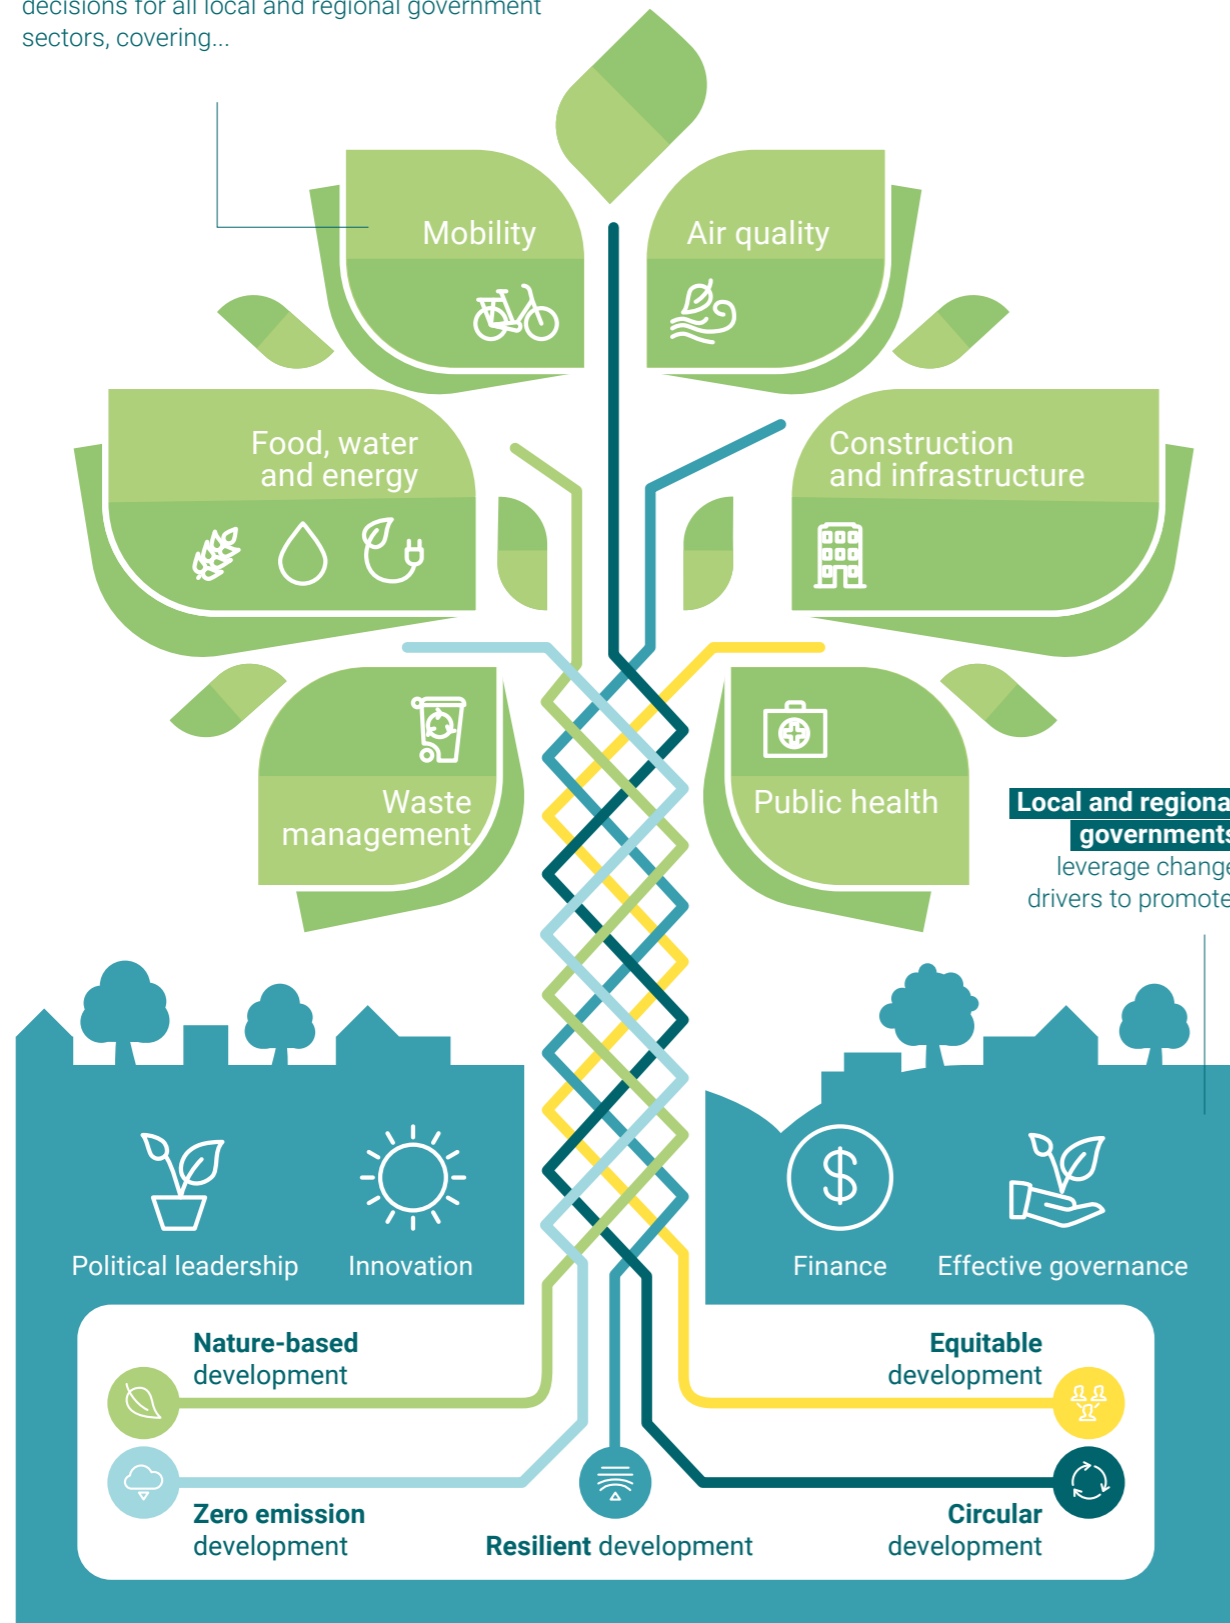 decisions for all local and regional government
sectors, covering...
Mobility
Air quality
Food, water
and energy
Construction
and infrastructure
Waste
management
Public health
Local and regiona
governments
leverage change
drivers to promote
Political leadership
Innovation
Finance
Effective governance
Nature-based
development
Equitable
development
Zero emission
development
Resilient development
Circular
development